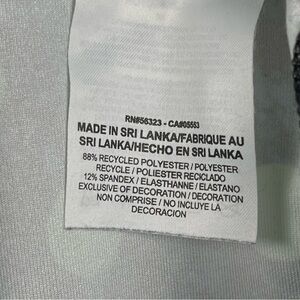 RN#56323 - CA#05553
MADE IN SRI LANKA/FABRIQUE AU
SRI LANKA/HECHO EN SRI LANKA
88% RECYCLED POLYESTER / POLYESTER
RECYCLE / POLIESTER RECICLADO
12% SPANDEX / ELASTHANNE / ELASTANO
EXCLUSIVE OF DECORATION / DECORATION
NON COMPRISE / NO INCLUYE LA
DECORACION